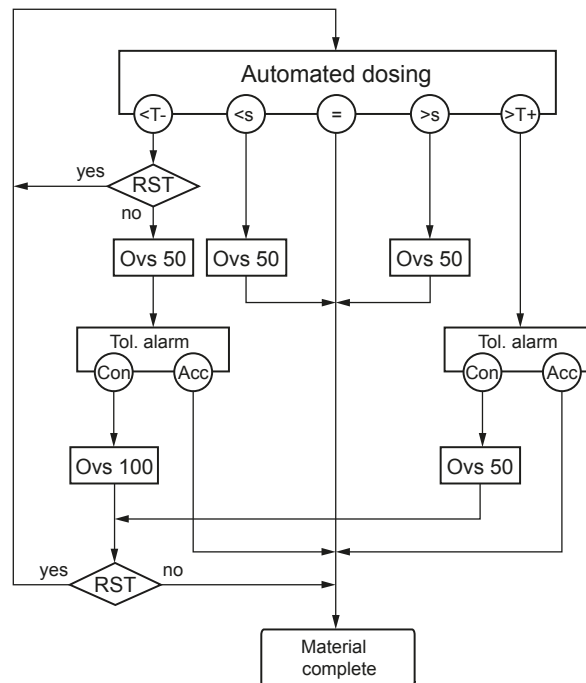 Automated dosing
<T-
<s
=
>s
>T+
yes
RST
no
Ovs 50
Ovs 50
Ovs 50
Tol. alarm
Con
Acc
Tol. alarm
Con
Acc
Ovs 100
Ovs 50
yes
RST
no
Material
complete